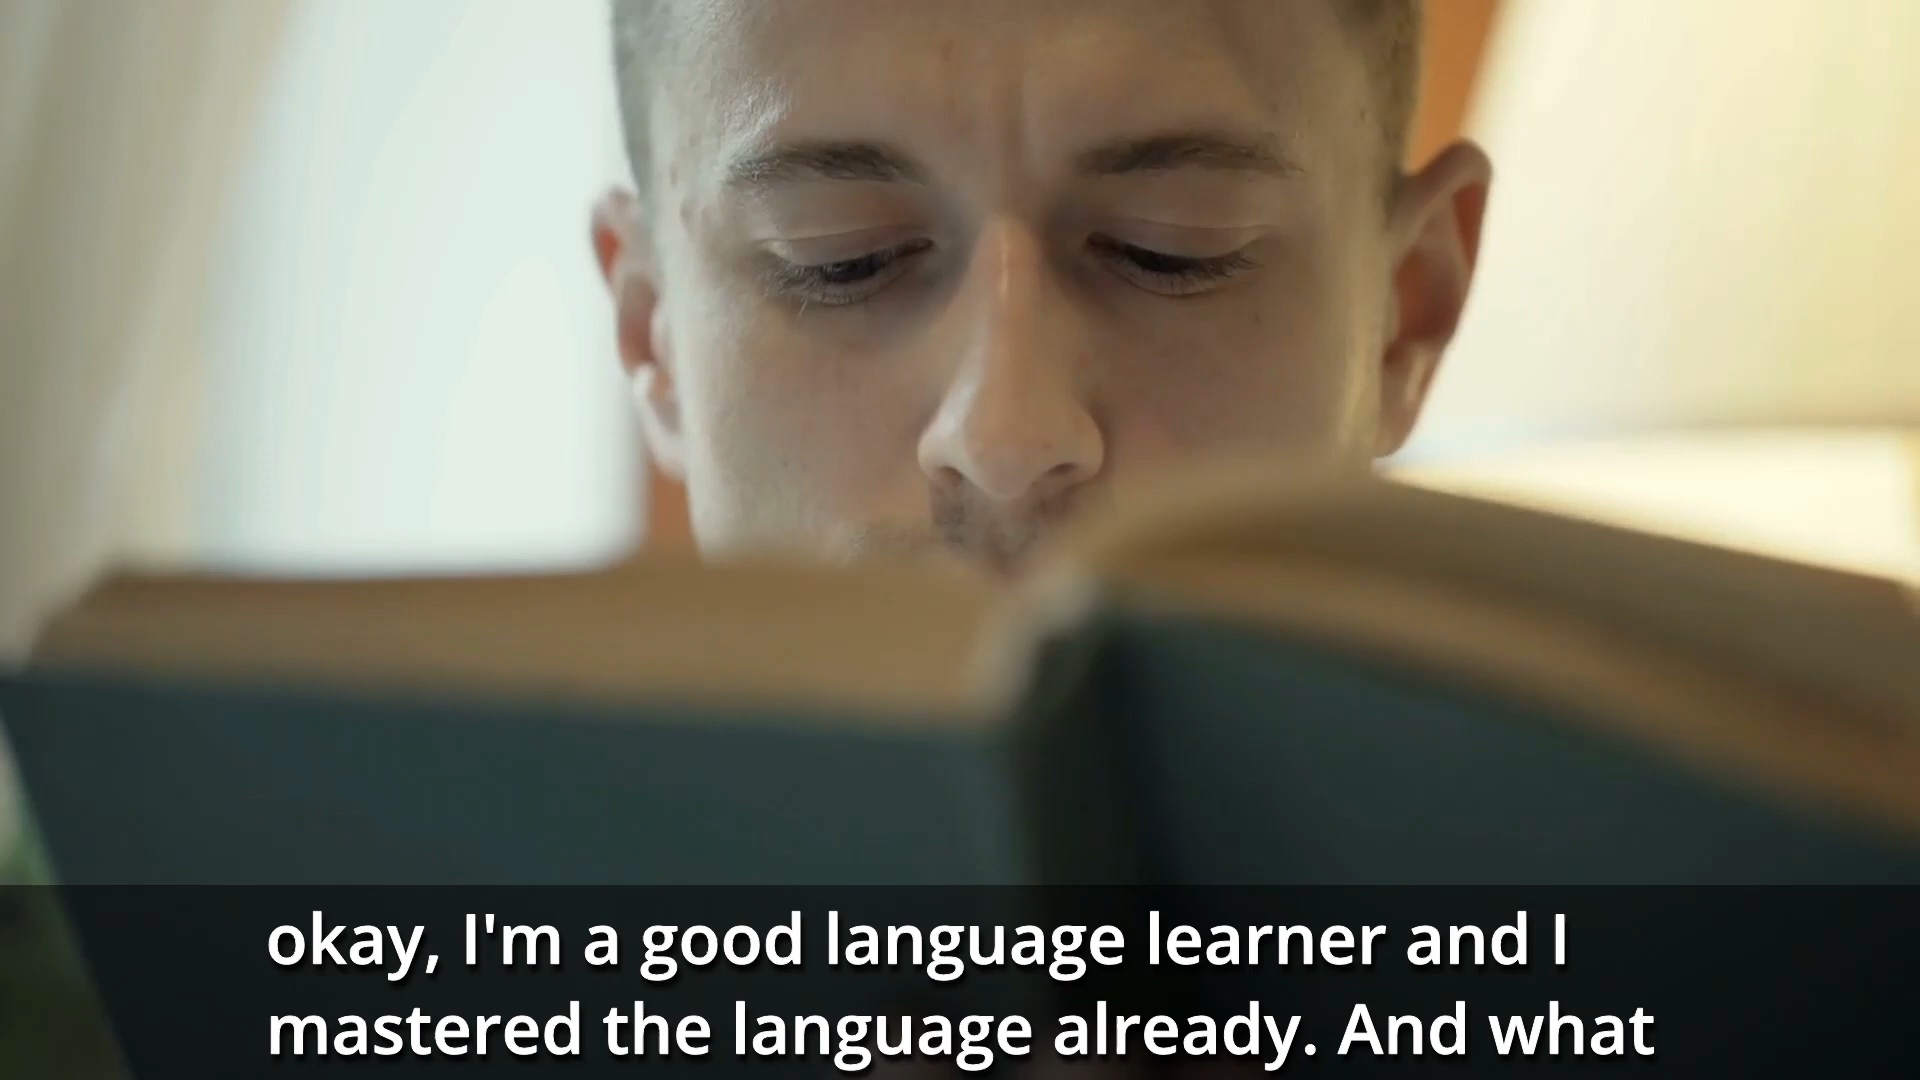 okay, I'm a good language learner and I
mastered the language already. And what